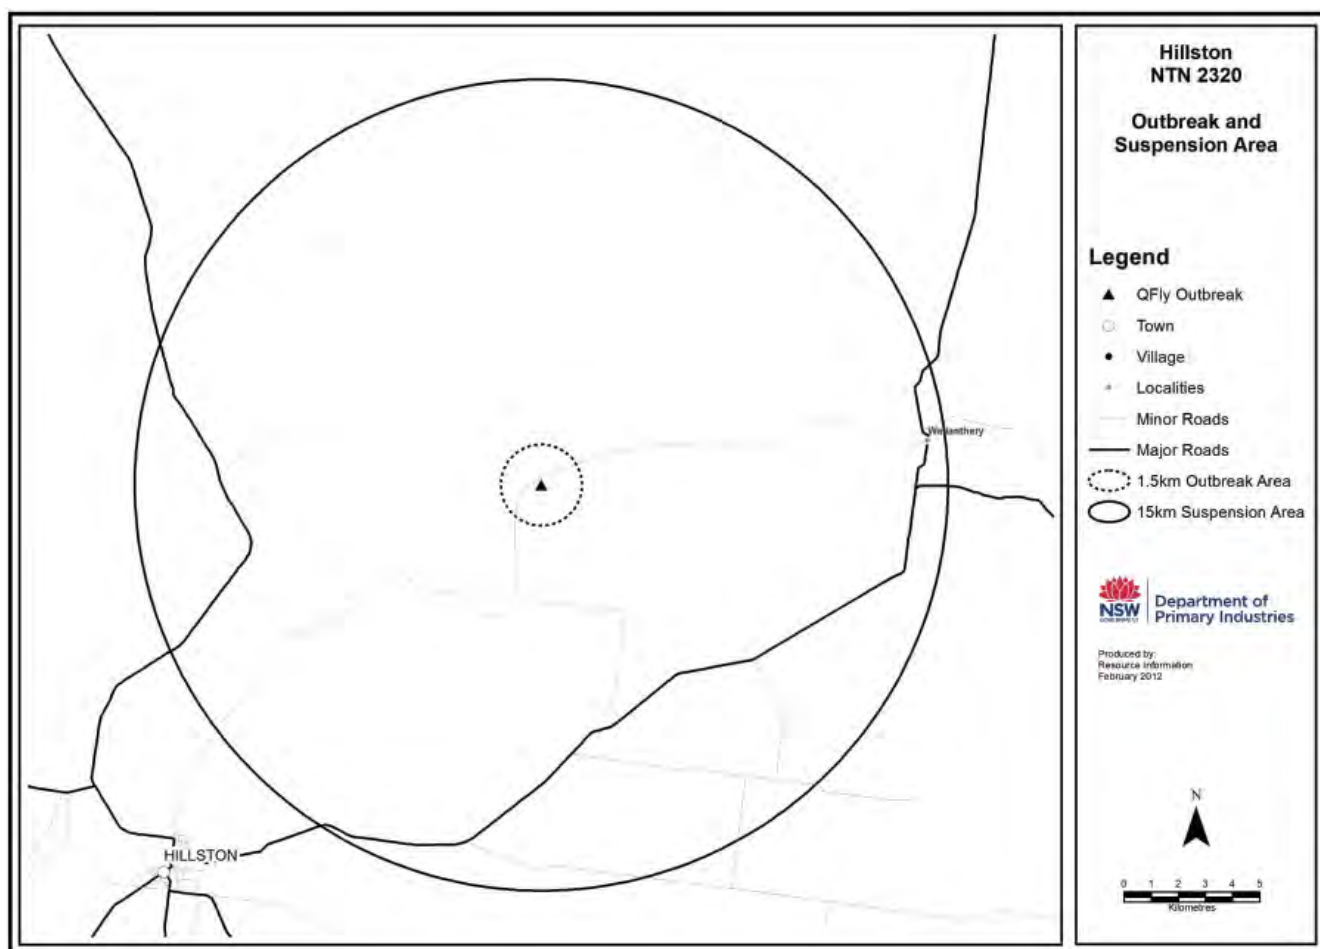 Hillston
NTN 2320
Outbreak and
Suspension Area
Legend
QFly Outbreak
Town
Village
Localities
Minor Roads
Major Roads
1.5km Outbreak Area
15km Suspension Area
NSW
GOVERNMENT
Department of
Primary Industries
Produced by:
Resource Information
February 2012
N
0 1 2 3 4 5
Kilometres
HILLSTON